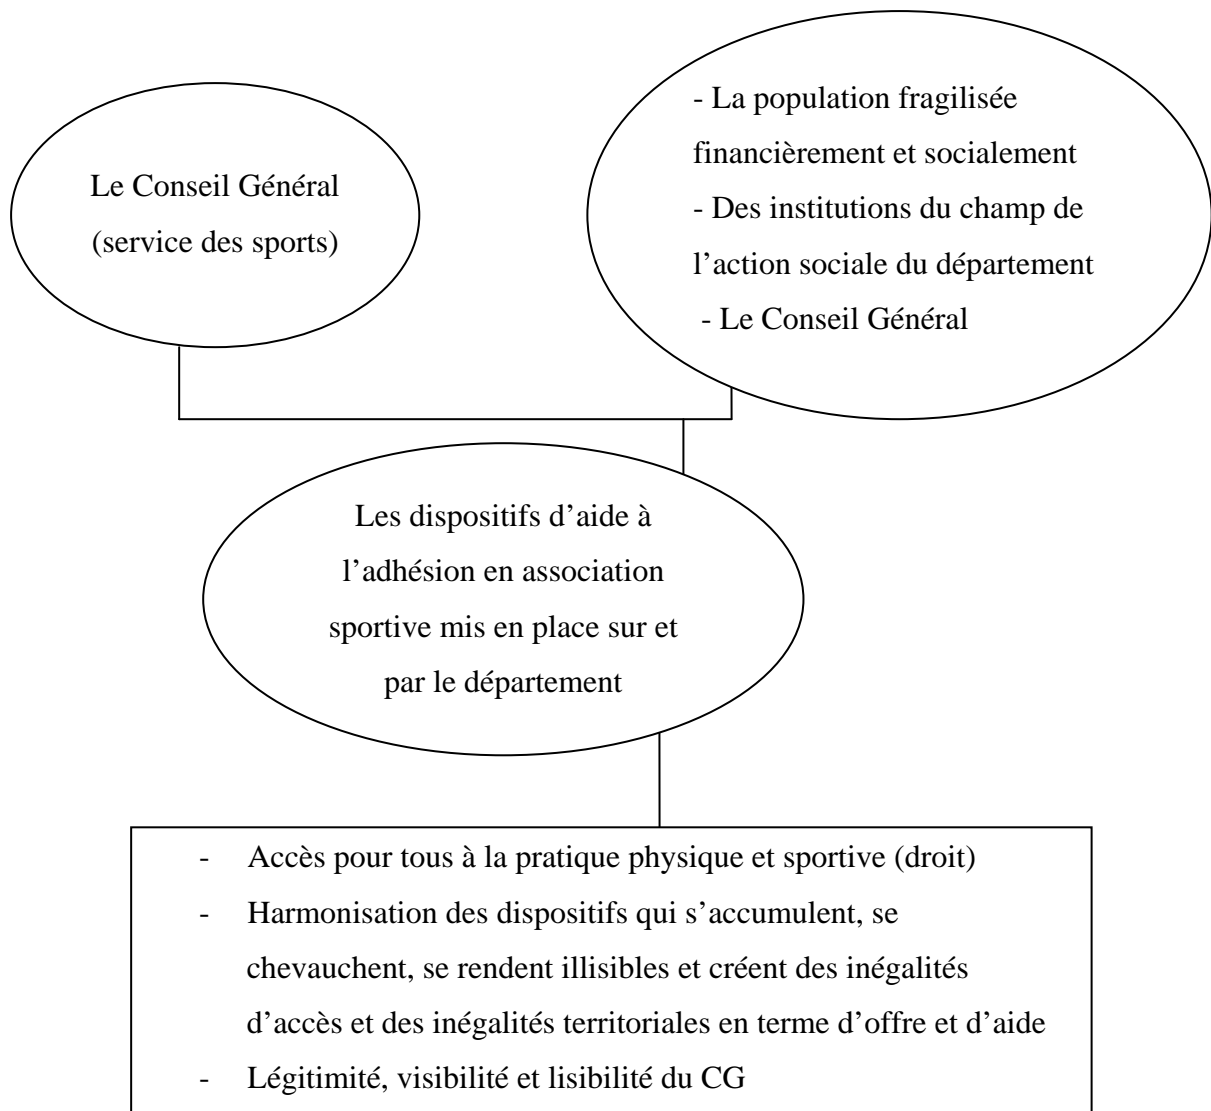 Le Conseil Général
(service des sports)
- La population fragilisée
financièrement et socialement
- Des institutions du champ de
l’action sociale du département
- Le Conseil Général
Les dispositifs d’aide à
l’adhésion en association
sportive mis en place sur et
par le département
- Accès pour tous à la pratique physique et sportive (droit)
- Harmonisation des dispositifs qui s’accumulent, se
chevauchent, se rendent illisibles et créent des inégalités
d’accès et des inégalités territoriales en terme d’offre et d’aide
- Légitimité, visibilité et lisibilité du CG